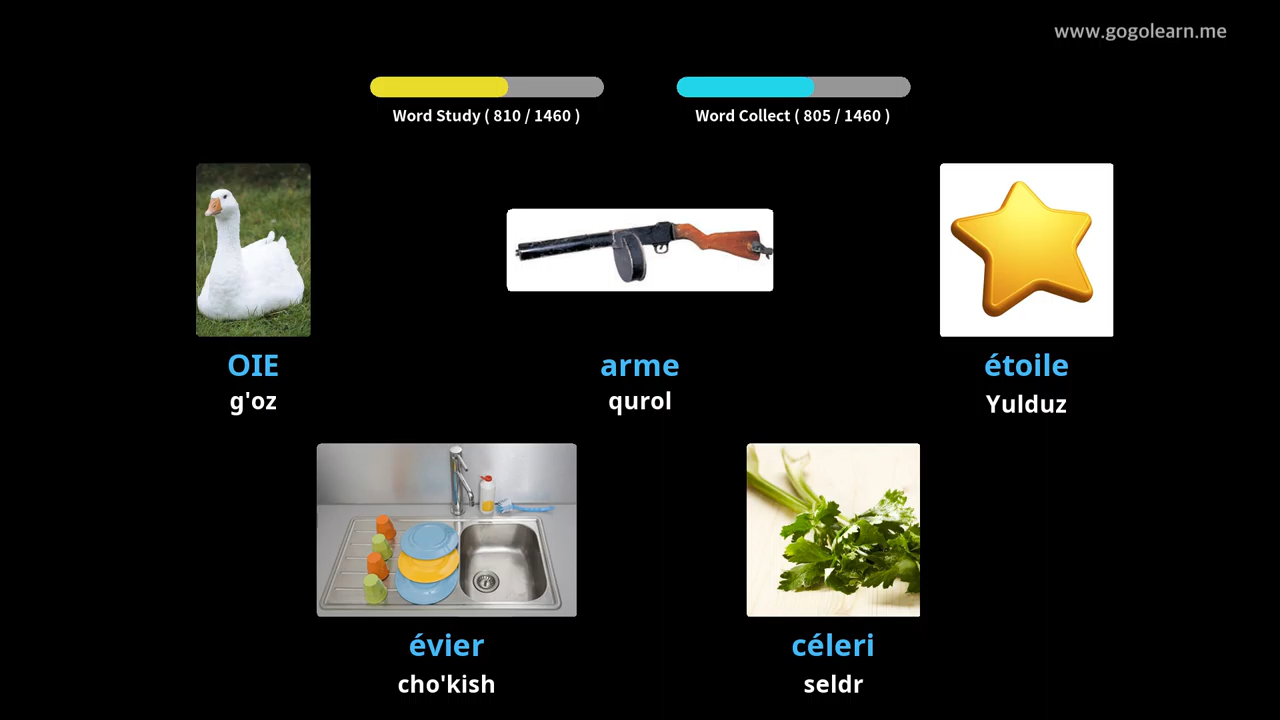 www.gogolearn.me
Word Study ( 810 / 1460 )
Word Collect ( 805 / 1460 )
OIE
g'oz
arme
qurol
étoile
Yulduz
évier
cho'kish
céleri
seldr